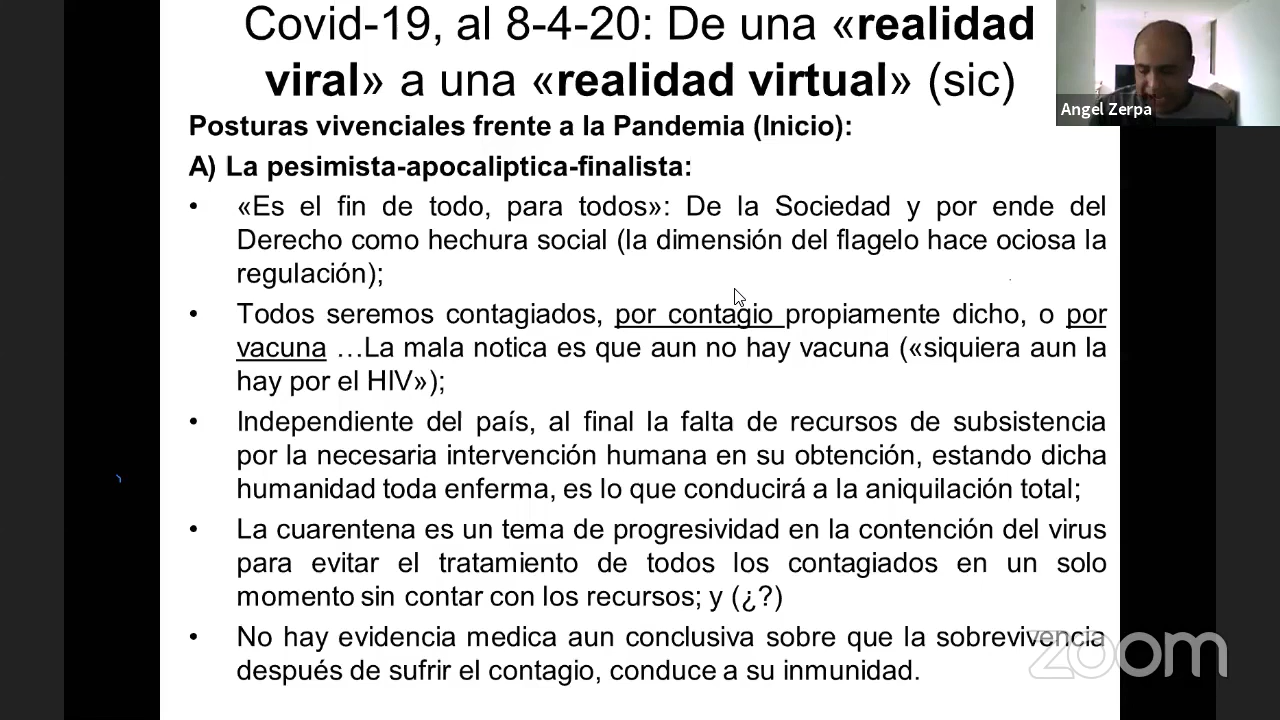 Covid-19, al 8-4-20: De una «realidad
viral» a una «realidad virtual» (sic)
Angel Zerpa
Posturas vivenciales frente a la Pandemia (Inicio):
A) La pesimista-apocaliptica-finalista:
• «Es el fin de todo, para todos»: De la Sociedad y por ende del
Derecho como hechura social (la dimensión del flagelo hace ociosa la
regulación);
• Todos seremos contagiados, por contagio propiamente dicho, o por
vacuna …La mala notica es que aun no hay vacuna («siquiera aun la
hay por el HIV»);
• Independiente del país, al final la falta de recursos de subsistencia
por la necesaria intervención humana en su obtención, estando dicha
humanidad toda enferma, es lo que conducirá a la aniquilación total;
• La cuarentena es un tema de progresividad en la contención del virus
para evitar el tratamiento de todos los contagiados en un solo
momento sin contar con los recursos; y (¿?)
• No hay evidencia medica aun conclusiva sobre que la sobrevivencia
después de sufrir el contagio, conduce a su inmunidad.
zoom